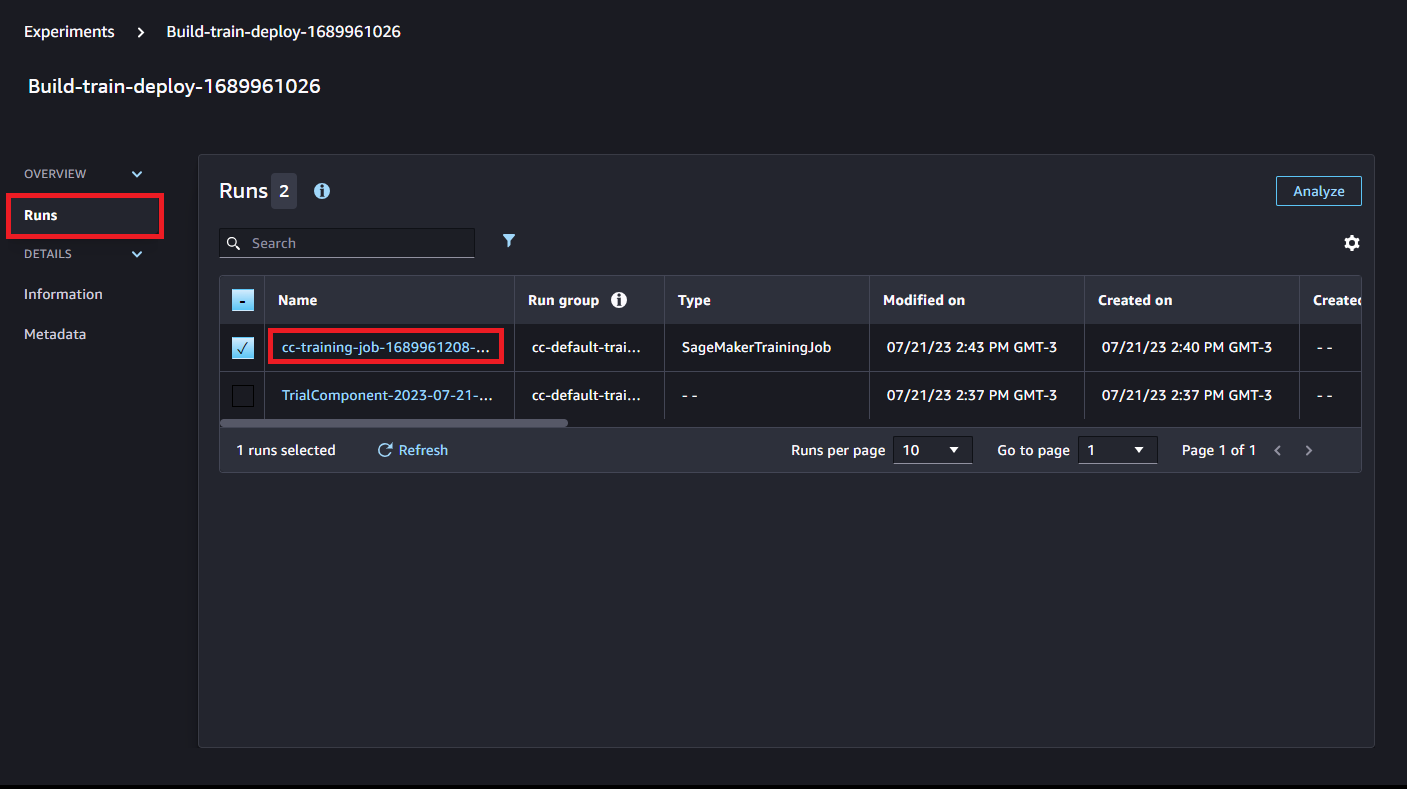 Experiments > Build-train-deploy-1689961026
Build-train-deploy-1689961026
OVERVIEW
Runs
DETAILS
Information
Metadata
Runs 2
Analyze
Search
- Name Run group Type Modified on Created on Created
cc-training-job-1689961208-... cc-default-trai... SageMakerTrainingJob 07/21/23 2:43 PM GMT-3 07/21/23 2:40 PM GMT-3 - -
TrialComponent-2023-07-21-... cc-default-trai... - - 07/21/23 2:37 PM GMT-3 07/21/23 2:37 PM GMT-3 - -
1 runs selected Refresh Runs per page 10 Go to page 1 Page 1 of 1 < >